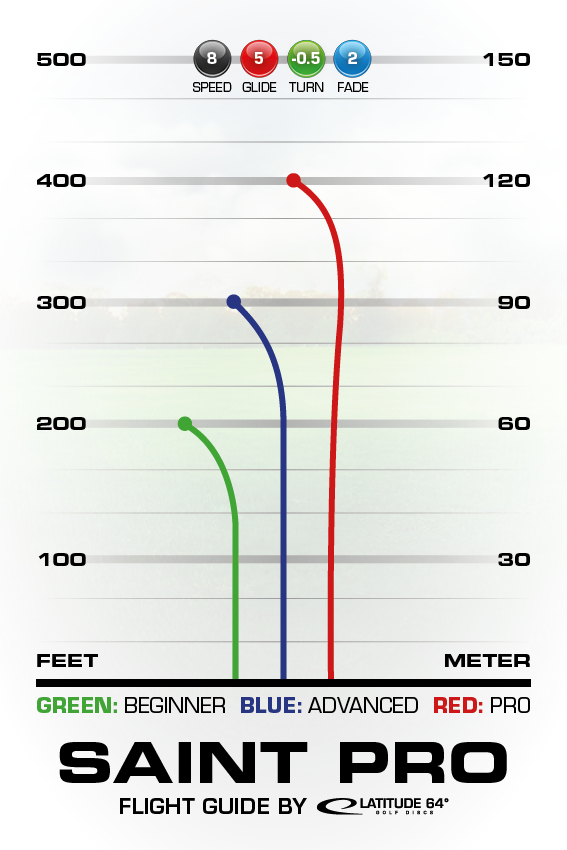 500 8 5 -0.5 2 150
SPEED GLIDE TURN FADE
400 120
300 90
200 60
100 30
FEET METER
GREEN: BEGINNER BLUE: ADVANCED RED: PRO
SAINT PRO
FLIGHT GUIDE BY LATITUDE 64°
GOLF DISCS